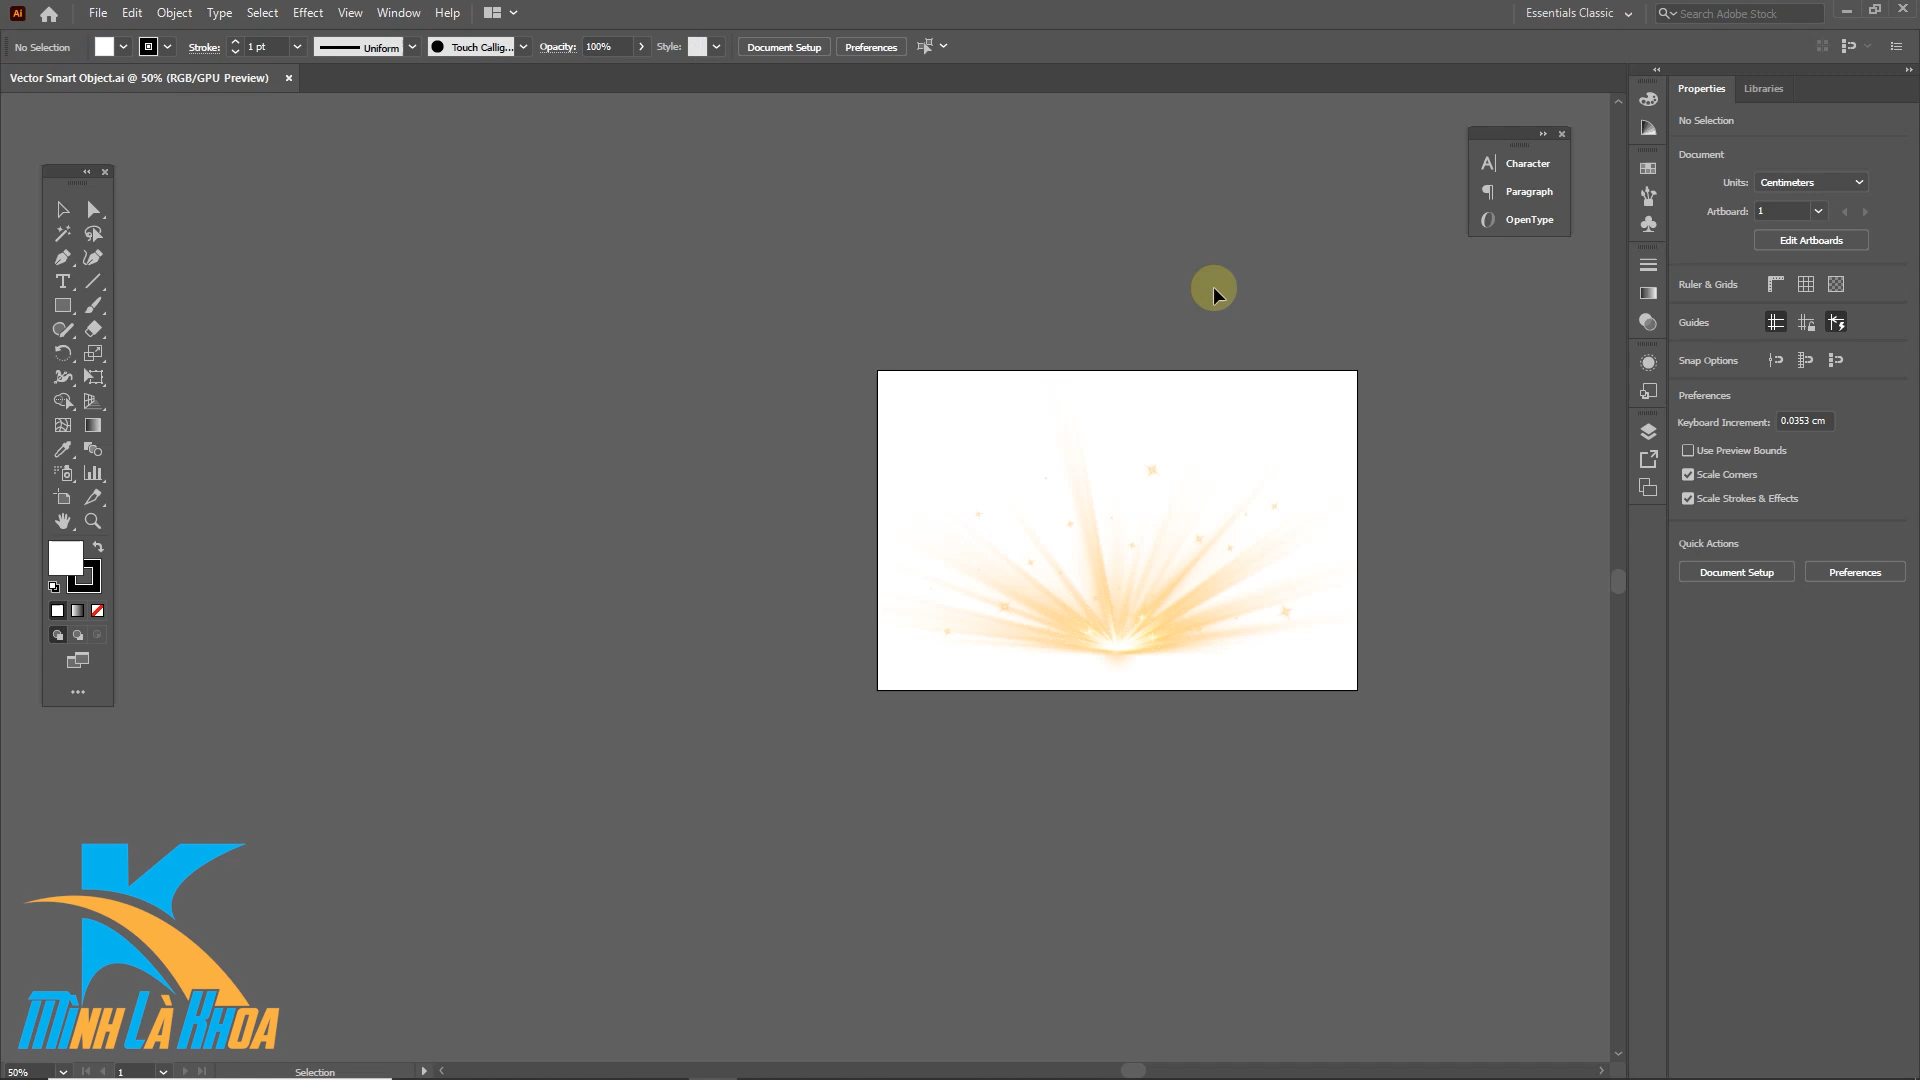 Ai File Edit Object Type Select Effect View Window Help Essentials Classic Search Adobe Stock
No Selection Stroke: 1 pt Uniform Touch Callig... Opacity: 100% Style: Document Setup Preferences
Vector Smart Object.ai @ 50% (RGB/GPU Preview)
Character
Paragraph
OpenType
Properties Libraries
No Selection
Document
Units: Centimeters
Artboard: 1
Edit Artboards
Ruler & Grids
Guides
Snap Options
Preferences
Keyboard Increment: 0.0353 cm
Use Preview Bounds
Scale Corners
Scale Strokes & Effects
Quick Actions
Document Setup Preferences
MÌNH LÀ KHOA
50% 1 Selection